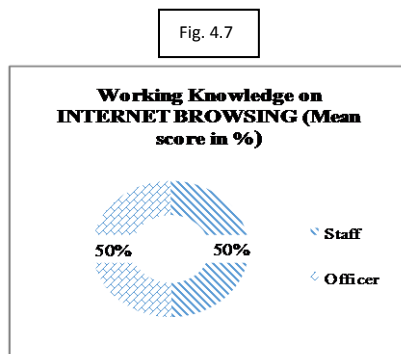 Fig. 4.7
Working Knowledge on
INTERNET BROWSING (Mean
score in %)
50%
50%
Staff
Officer